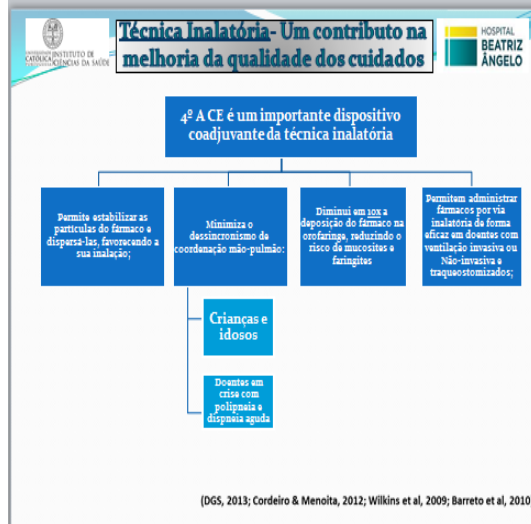 CATÓLICA INSTITUTO DE
CIÊNCIAS DA SAÚDE
Técnica Inalatória- Um contributo na
melhoria da qualidade dos cuidados
HOSPITAL
BEATRIZ
ÂNGELO
4º A CE é um importante dispositivo
coadjuvante da técnica inalatória
Permite estabilizar as
partículas do fármaco e
dispersá-las, favorecendo a
sua inalação;
Minimiza o
dessincronismo de
coordenação mão-pulmão:
Crianças e
idosos
Doentes em
crise com
polipneia e
dispneia aguda
Diminui em 10x a
deposição do fármaco na
orofaringe, reduzindo o
risco de mucosites e
faringites
Permitem administrar
fármacos por via
inalatória de forma
eficaz em doentes com
ventilação invasiva ou
Não-invasiva e
traqueostomizados;
(DGS, 2013; Cordeiro & Menoita, 2012; Wilkins et al, 2009; Barreto et al, 2010